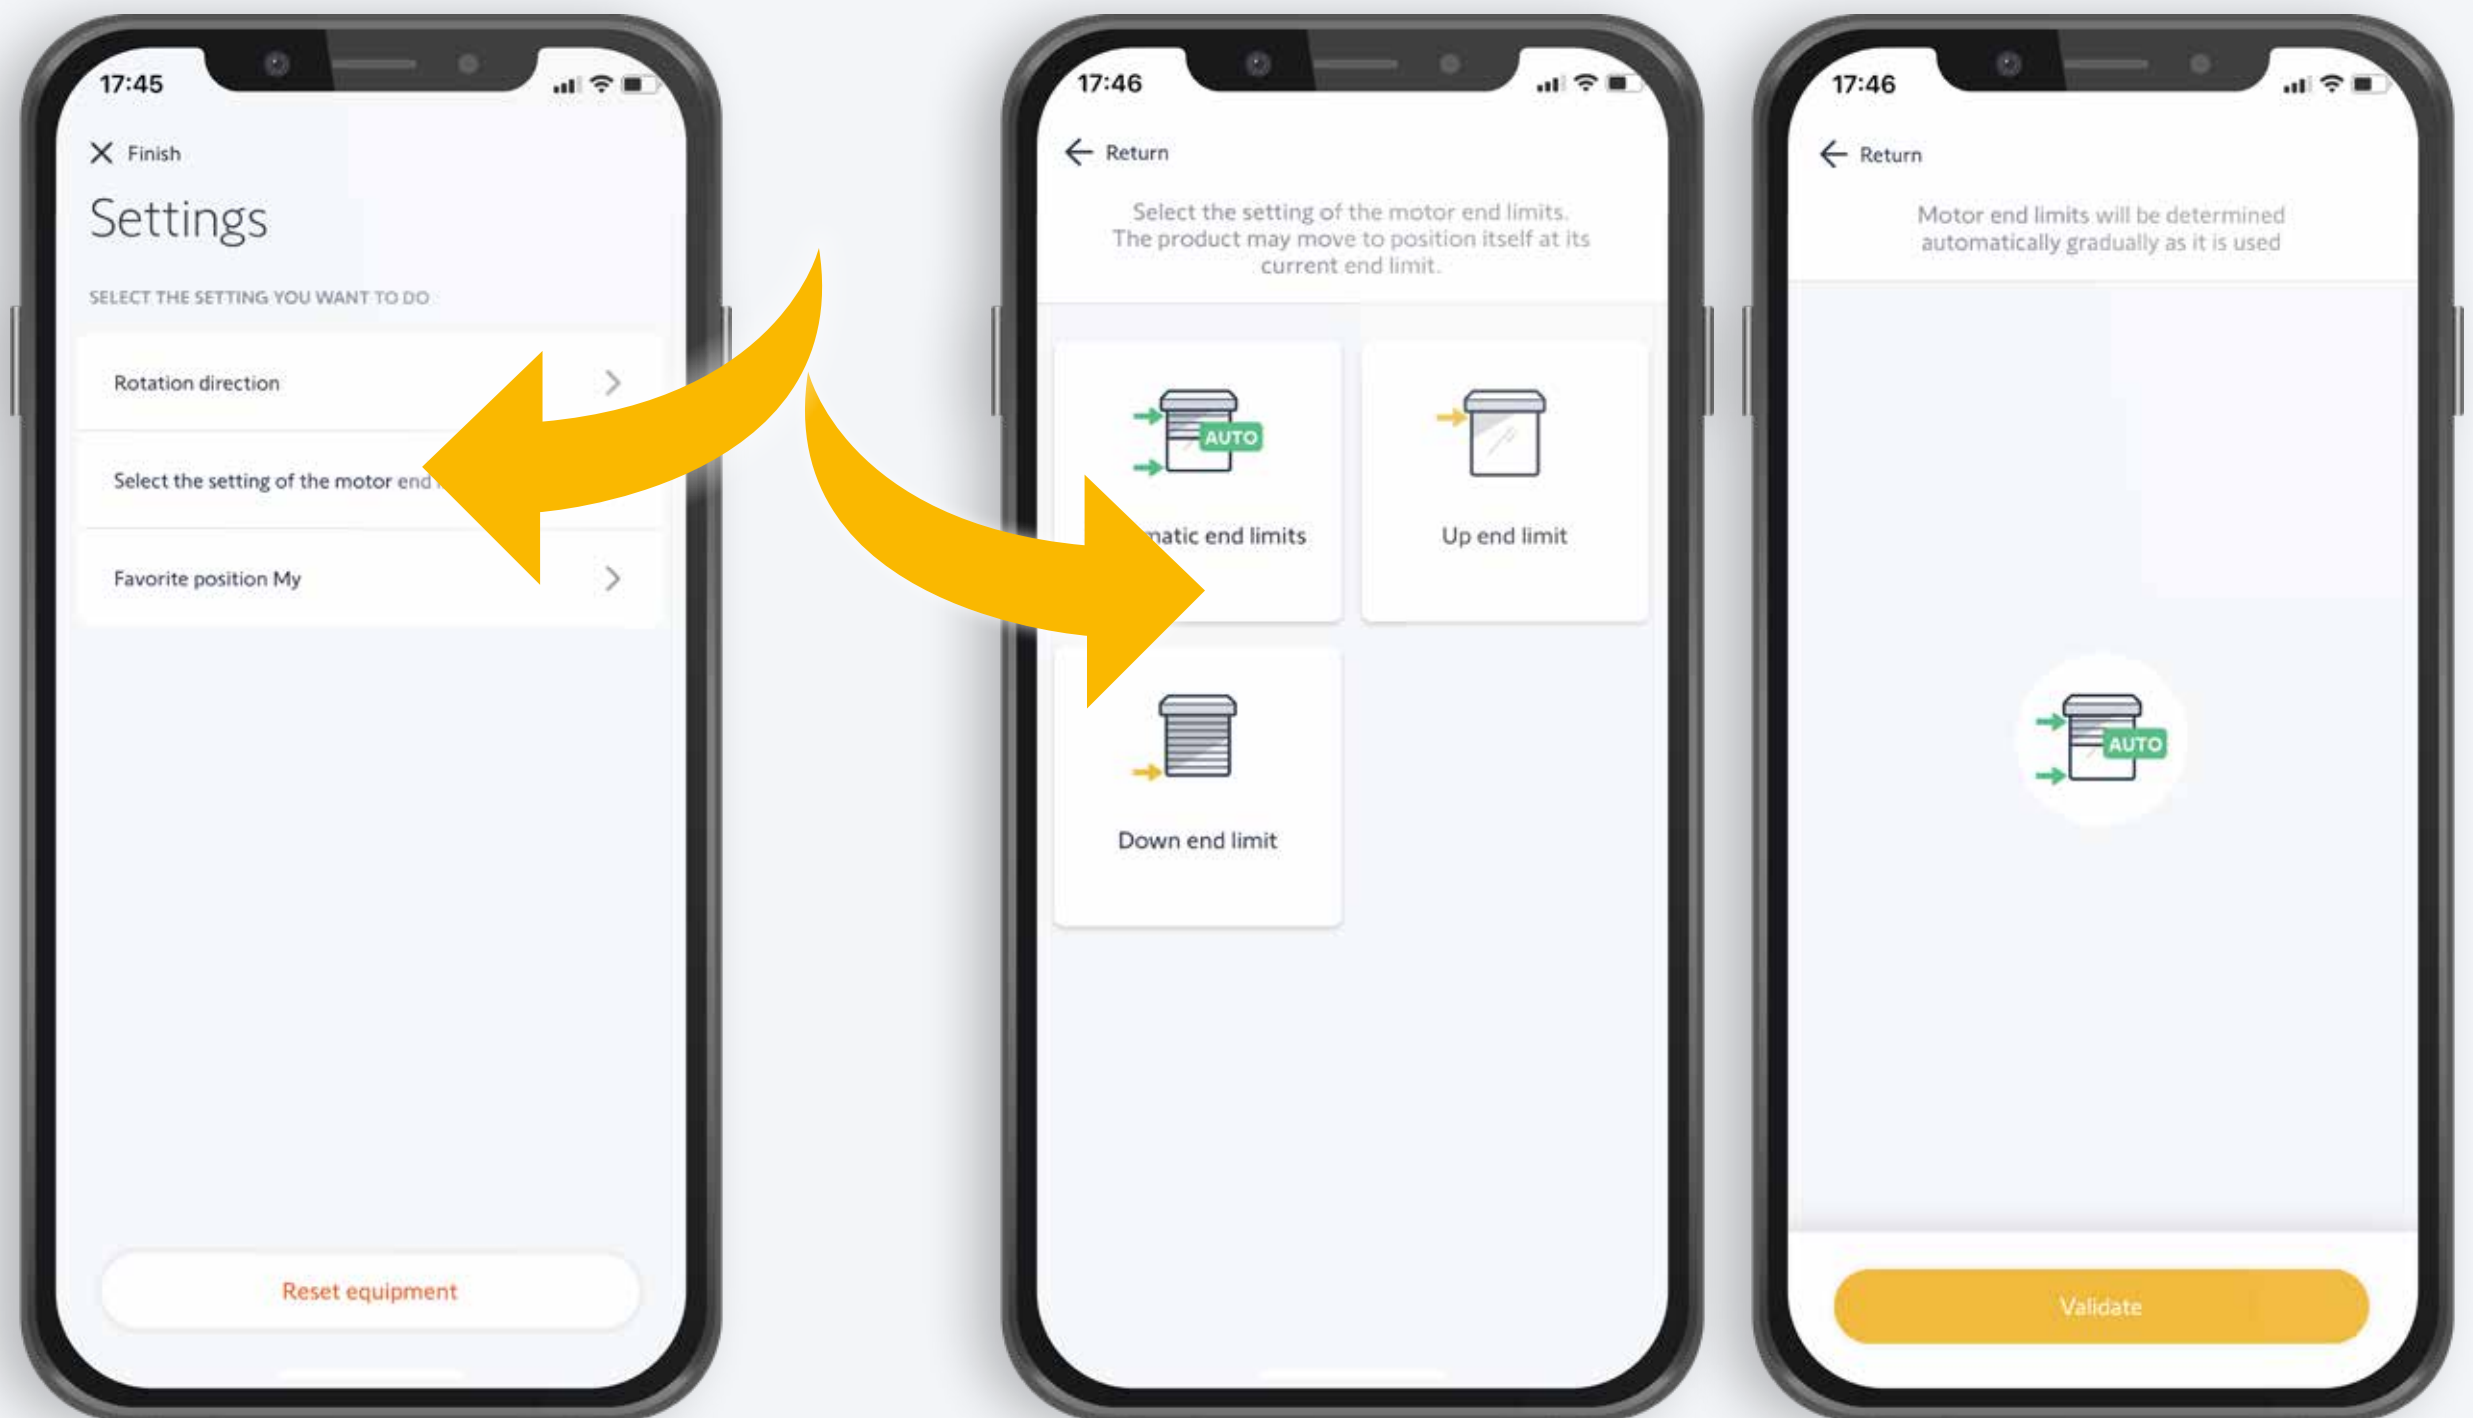 17:45
Finish
Settings
SELECT THE SETTING YOU WANT TO DO
Rotation direction
Select the setting of the motor end
Favorite position My
Reset equipment
17:46
Return
Select the setting of the motor end limits.
The product may move to position itself at its
current end limit.
AUTO
matic end limits
Up end limit
Down end limit
17:46
Return
Motor end limits will be determined
automatically gradually as it is used
AUTO
Validate